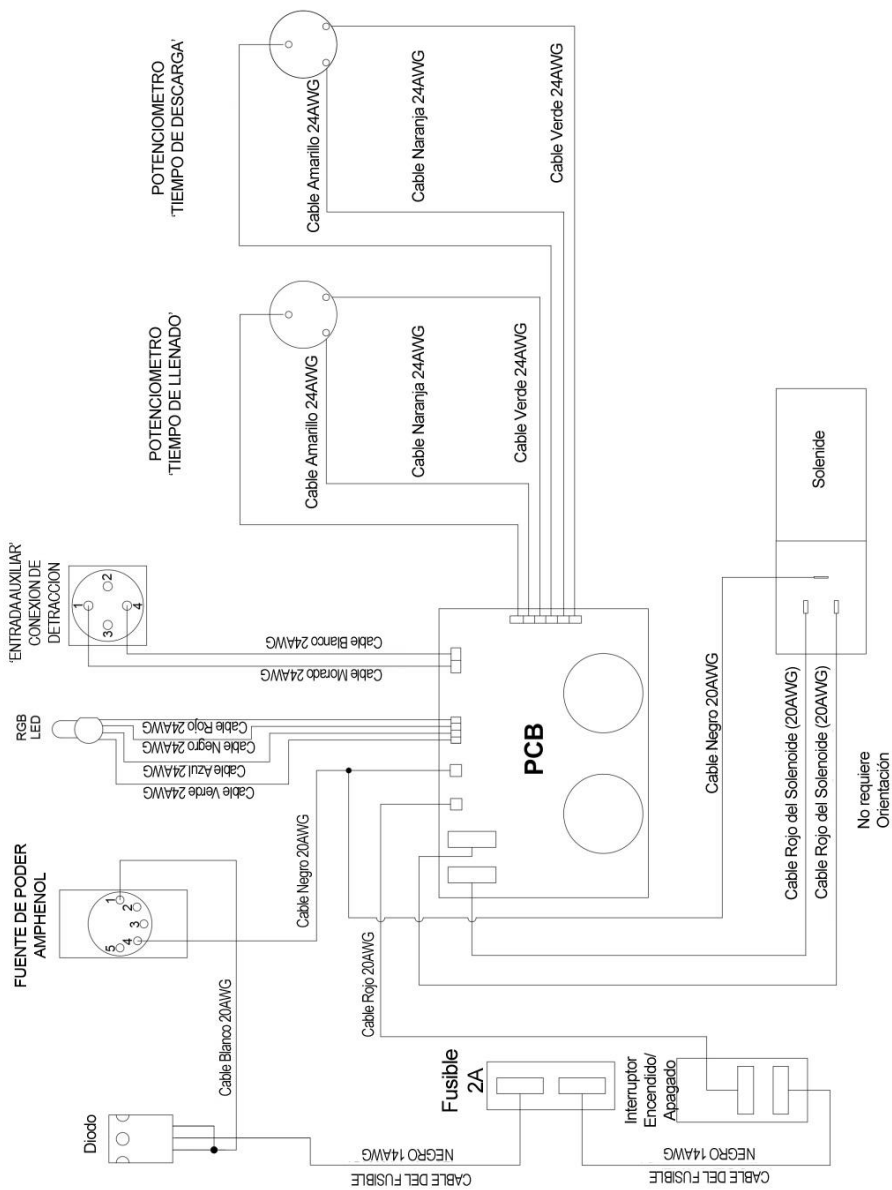 POTENCIOMETRO
'TIEMPO DE DESCARGA'
Cable Amarillo 24AWG
Cable Naranja 24AWG
Cable Verde 24AWG
POTENCIOMETRO
'TIEMPO DE LLENADO'
Cable Amarillo 24AWG
Cable Naranja 24AWG
Cable Verde 24AWG
'ENTRADA AUXILIAR'
CONEXION DE
DETRACCION
1
2
3
4
Cable Blanco 24AWG
Cable Morado 24AWG
RGB
LED
Cable Rojo 24AWG
Cable Negro 24AWG
Cable Azul 24AWG
Cable Verde 24AWG
FUENTE DE PODER
AMPHENOL
1
2
3
4
5
Cable Negro 20AWG
Cable Blanco 20AWG
Diodo
PCB
Cable Rojo 20AWG
Cable Negro 20AWG
Solenide
Cable Rojo del Solenoide (20AWG)
Cable Rojo del Solenoide (20AWG)
No requiere
Orientación
Fusible
2A
Interruptor
Encendido/
Apagado
NEGRO 14AWG
CABLE DEL FUSIBLE
NEGRO 14AWG
CABLE DEL FUSIBLE